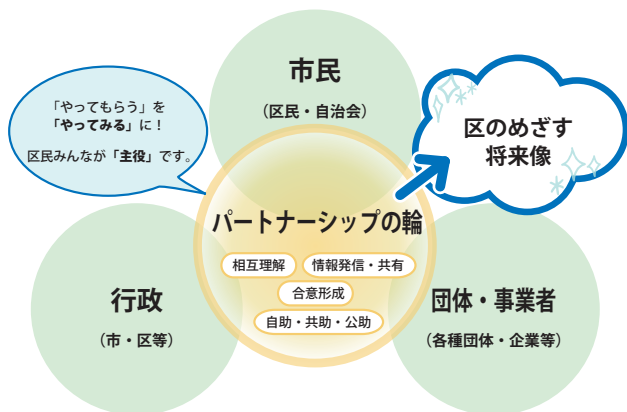 市民
(区民・自治会)
「やってもらう」を
「やってみる」に！
区民みんなが「主役」です。
区のめざす
将来像
パートナーシップの輪
相互理解
情報発信・共有
合意形成
自助・共助・公助
行政
(市・区等)
団体・事業者
(各種団体・企業等)